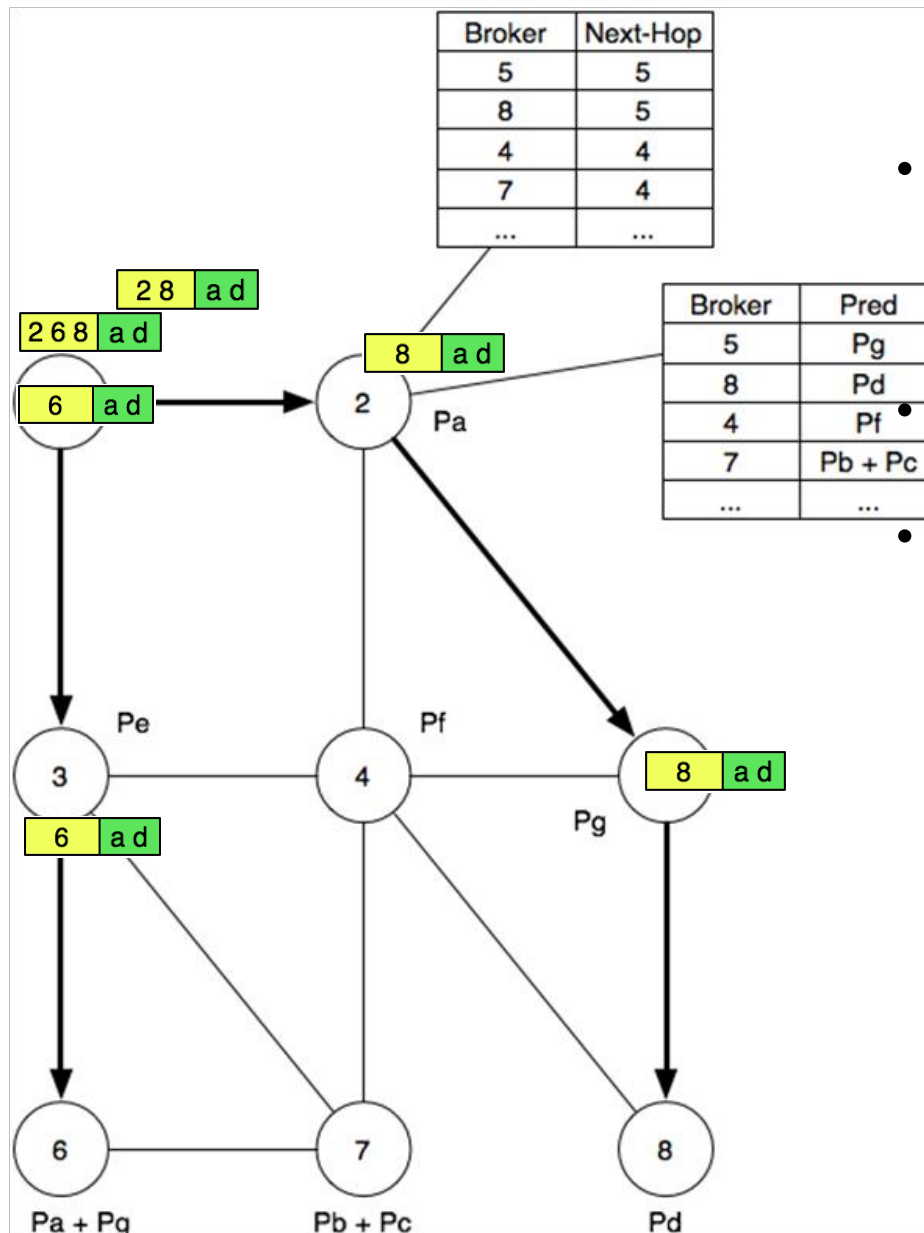 Broker Next-Hop
5 5
8 5
4 4
7 4
... ...
2 8 a d
2 6 8 a d
8 a d
6 a d
2
Pa
Broker Pred
5 Pg
8 Pd
4 Pf
7 Pb + Pc
... ...
Pe
Pf
3
4
8 a d
Pg
6 a d
6
7
8
Pa + Pg
Pb + Pc
Pd